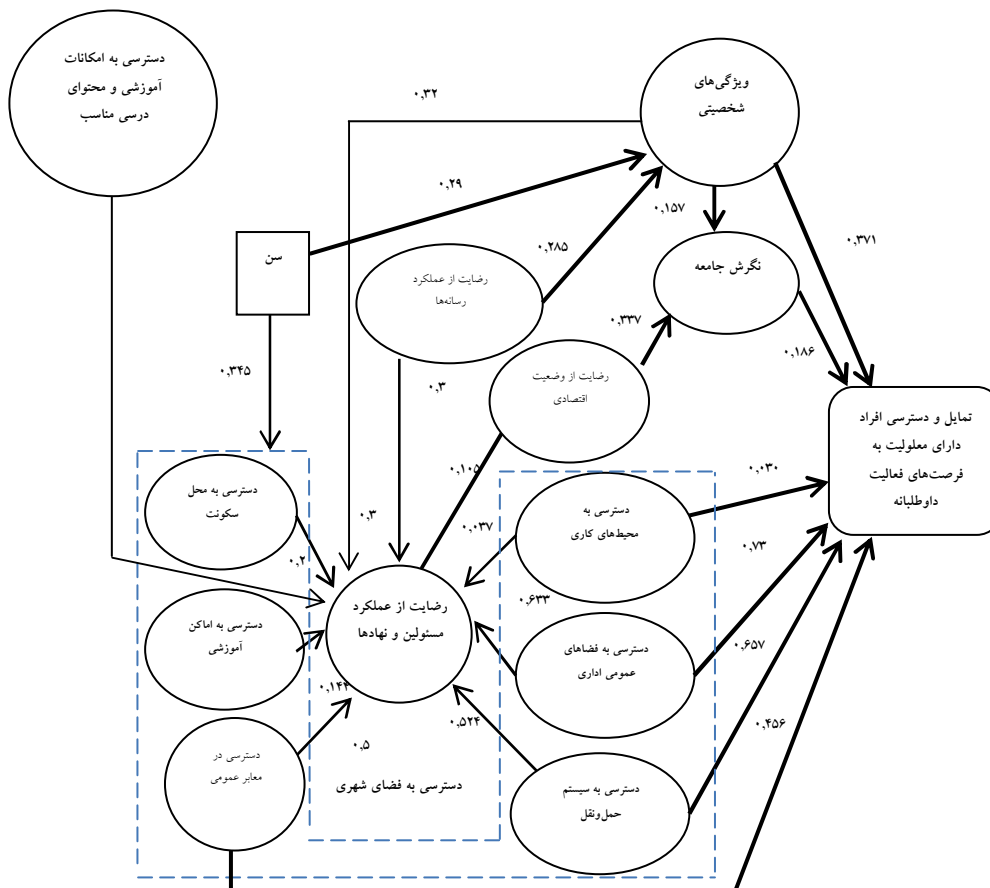 دسترسی به امکانات
آموزشی و محتوای
درسی مناسب
ویژگی‌های
شخصیتی
۰,۳۲
۰,۲۹
۰,۱۵۷
۰,۳۷۱
سن
۰,۲۸۵
رضایت از عملکرد
رسانه‌ها
نگرش جامعه
۰,۳۳۷
۰,۱۸۶
۰,۳۴۵
۰,۳
رضایت از وضعیت
اقتصادی
تمایل و دسترسی افراد
دارای معلولیت به
فرصت‌های فعالیت
داوطلبانه
۰,۱۰۵
۰,۰۳۰
دسترسی به محل
سکونت
۰,۳
۰,۰۳۷
دسترسی به
محیط‌های کاری
۰,۷۳
۰,۲
۰,۶۳۳
رضایت از عملکرد
مسئولین و نهادها
دسترسی به اماکن
آموزشی
دسترسی به فضاهای
عمومی اداری
۰,۶۵۷
۰,۱۴۴
۰,۵۲۴
۰,۴۵۶
۰,۵
دسترسی در
معابر عمومی
دسترسی به فضای شهری
دسترسی به سیستم
حمل‌ونقل